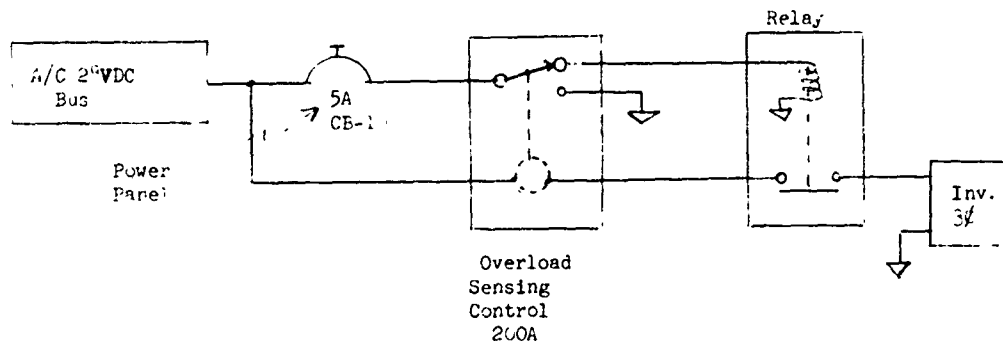 Relay
A/C 28VDC
Bus
5A
CB-1
Power
Panel
Inv.
3¢
Overload
Sensing
Control
200A